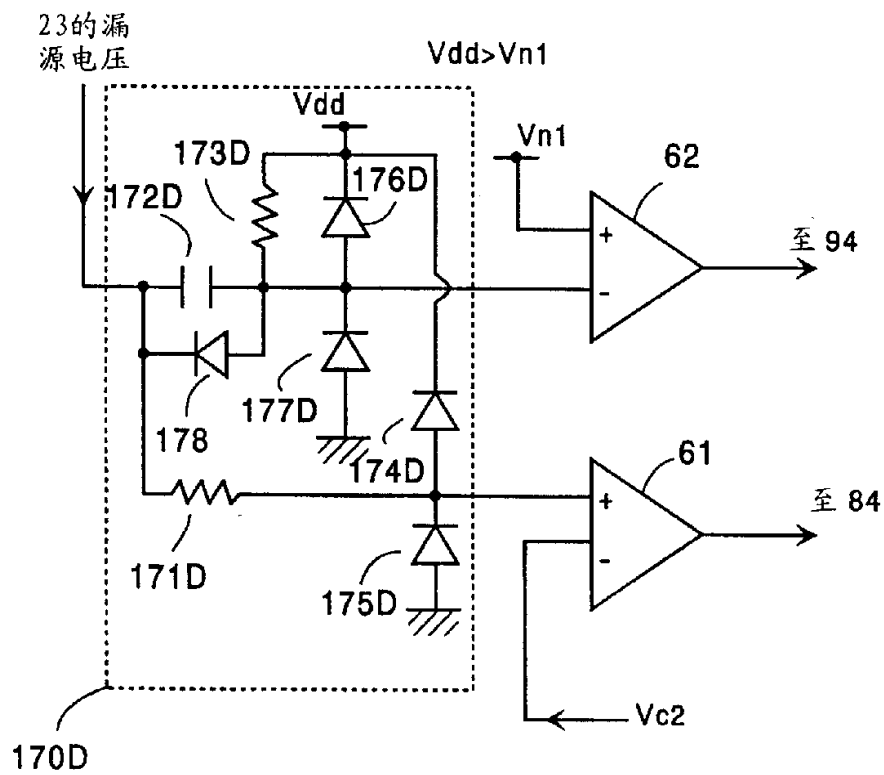 23的漏
源电压
Vdd>Vn1
Vdd
173D
176D
Vn1
62
172D
+
至 94
-
177D
178
174D
61
+
至 84
171D
-
175D
Vc2
170D